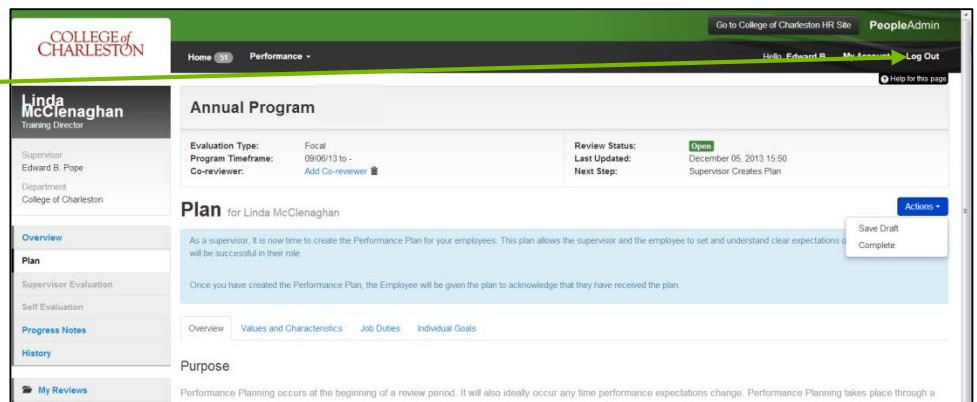 COLLEGE of
CHARLESTON
Go to College of Charleston HR Site PeopleAdmin
Home 51 Performance
Hello, Edward B. My Account Log Out
Help for this page
Linda
McClenaghan
Training Director
Supervisor
Edward B. Pope
Department
College of Charleston
Overview
Plan
Supervisor Evaluation
Self Evaluation
Progress Notes
History
My Reviews
Annual Program
Evaluation Type: Focal
Program Timeframe: 09/06/13 to -
Co-reviewer: Add Co-reviewer
Review Status: Open
Last Updated: December 05, 2013 15:50
Next Step: Supervisor Creates Plan
Plan for Linda McClenaghan
Actions
Save Draft
Complete
As a supervisor, It is now time to create the Performance Plan for your employees. This plan allows the supervisor and the employee to set and understand clear expectations
will be successful in their role.
Once you have created the Performance Plan, the Employee will be given the plan to acknowledge that they have received the plan.
Overview Values and Characteristics Job Duties Individual Goals
Purpose
Performance Planning occurs at the beginning of a review period. It will also ideally occur any time performance expectations change. Performance Planning takes place through a